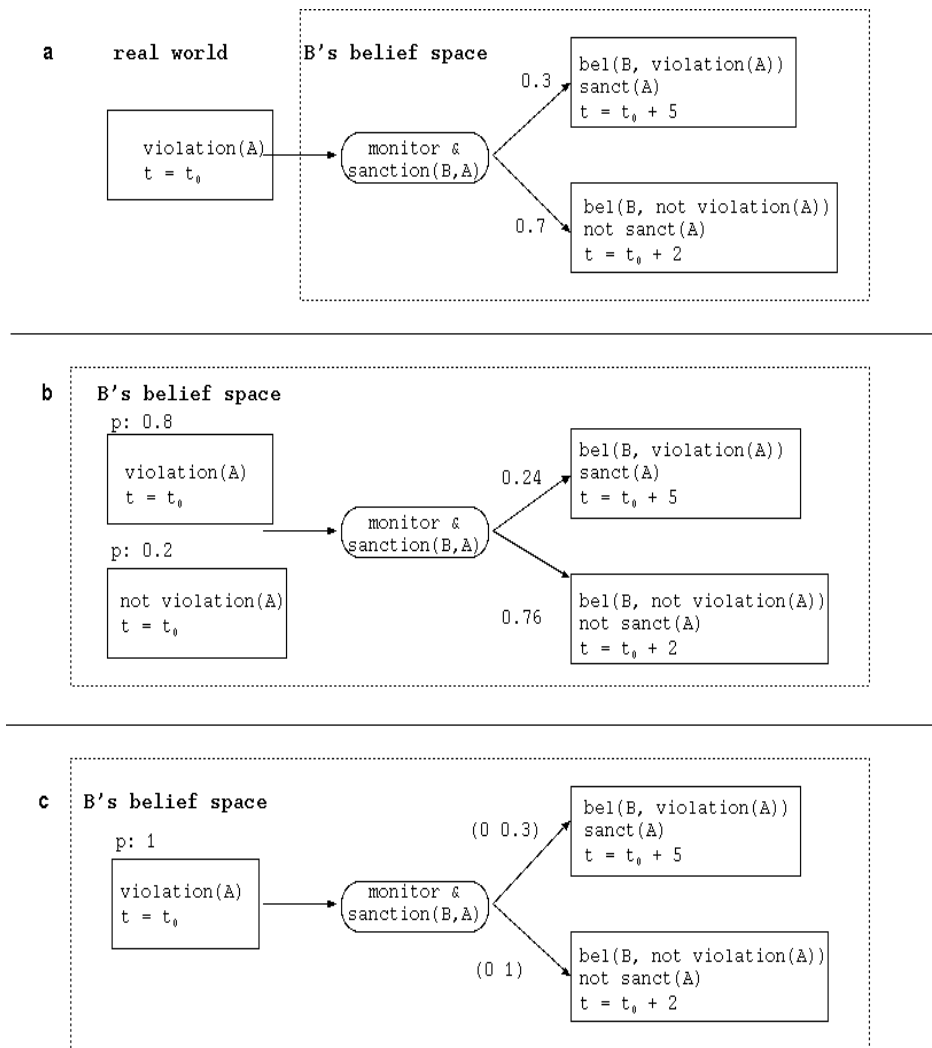 a
real world
B's belief space
violation(A)
t = t₀
monitor &
sanction(B,A)
0.3
bel(B, violation(A))
sanct(A)
t = t₀ + 5
0.7
bel(B, not violation(A))
not sanct(A)
t = t₀ + 2
b
B's belief space
p: 0.8
violation(A)
t = t₀
p: 0.2
not violation(A)
t = t₀
monitor &
sanction(B,A)
0.24
bel(B, violation(A))
sanct(A)
t = t₀ + 5
0.76
bel(B, not violation(A))
not sanct(A)
t = t₀ + 2
c
B's belief space
p: 1
violation(A)
t = t₀
monitor &
sanction(B,A)
(0 0.3)
bel(B, violation(A))
sanct(A)
t = t₀ + 5
(0 1)
bel(B, not violation(A))
not sanct(A)
t = t₀ + 2